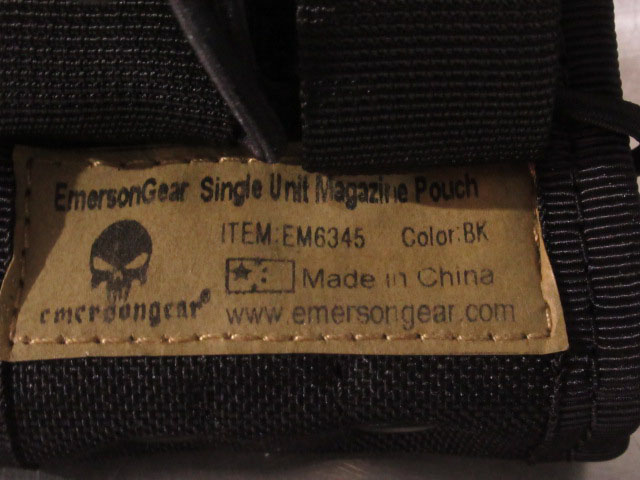 EmersonGear Single Unit Magazine Pouch
ITEM:EM6345 Color:BK
Made in China
emersongear®
www.emersongear.com